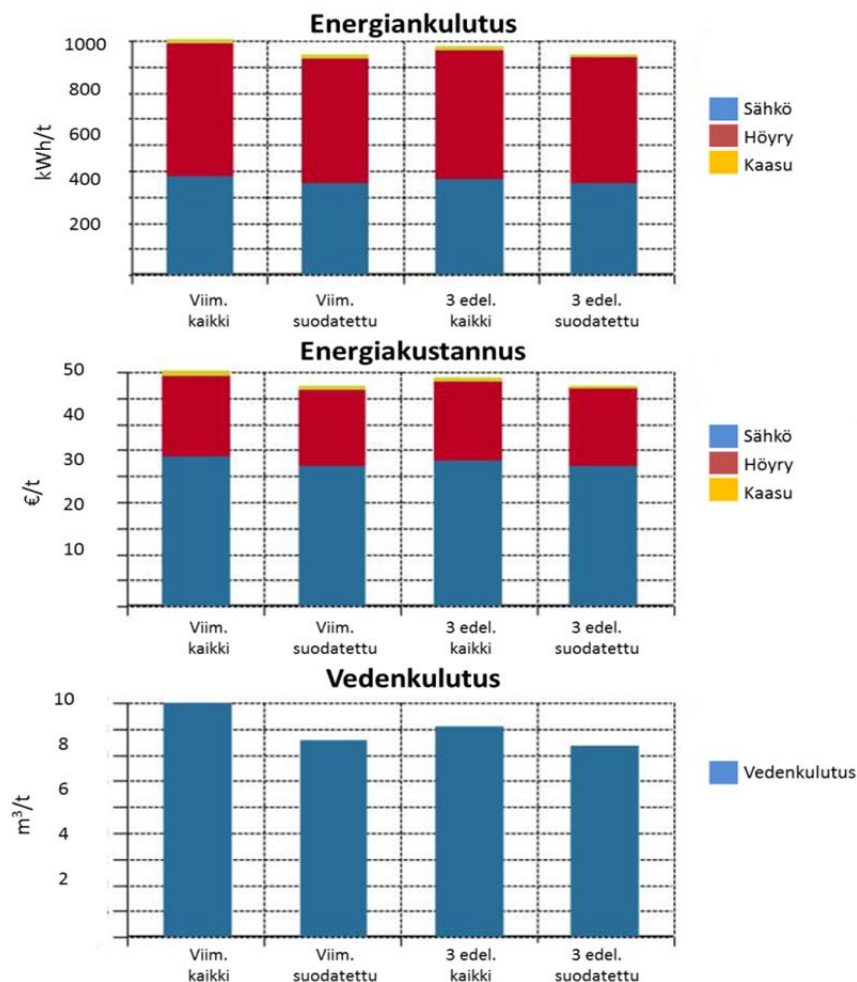 Energiankulutus
1000
800
600
400
200
kWh/t
Sähkö
Höyry
Kaasu
Viim.
kaikki
Viim.
suodatettu
3 edel.
kaikki
3 edel.
suodatettu
Energiakustannus
50
40
30
20
10
€/t
Sähkö
Höyry
Kaasu
Viim.
kaikki
Viim.
suodatettu
3 edel.
kaikki
3 edel.
suodatettu
Vedenkulutus
10
8
6
4
2
m³/t
Vedenkulutus
Viim.
kaikki
Viim.
suodatettu
3 edel.
kaikki
3 edel.
suodatettu